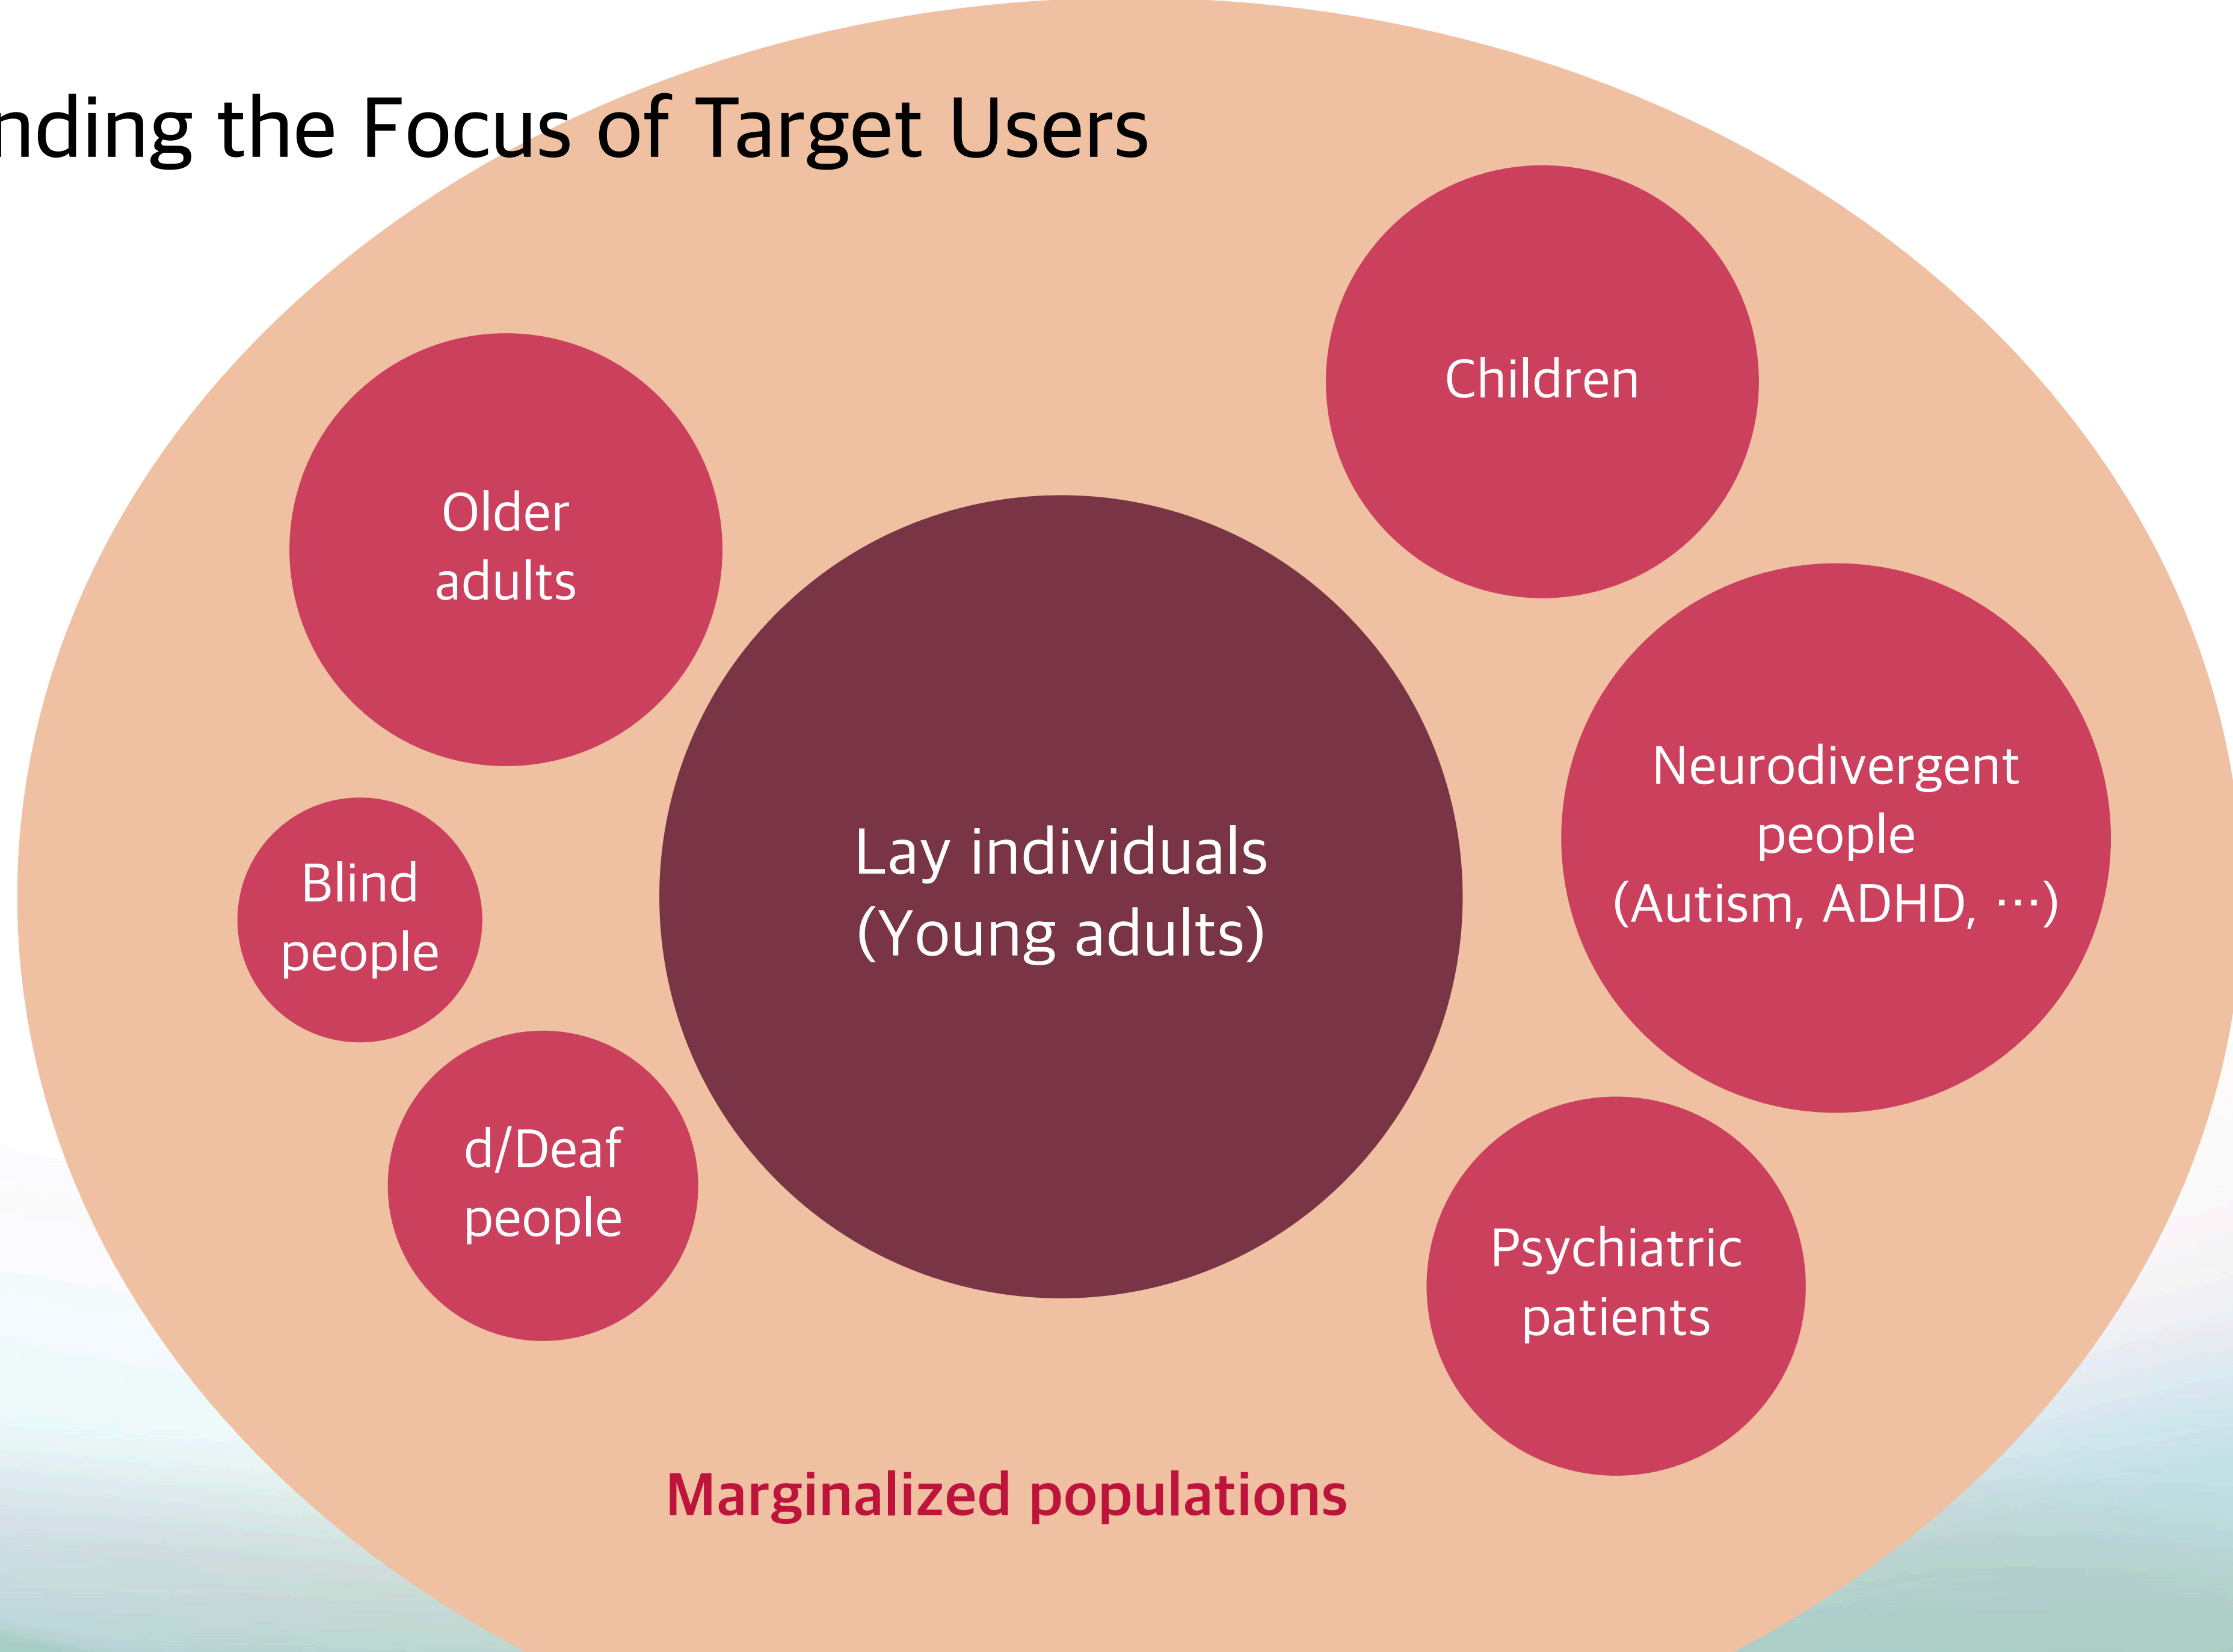 nding the Focus of Target Users
Children
Older
adults
Neurodivergent
people
(Autism, ADHD, ⋯)
Lay individuals
(Young adults)
Blind
people
d/Deaf
people
Psychiatric
patients
Marginalized populations